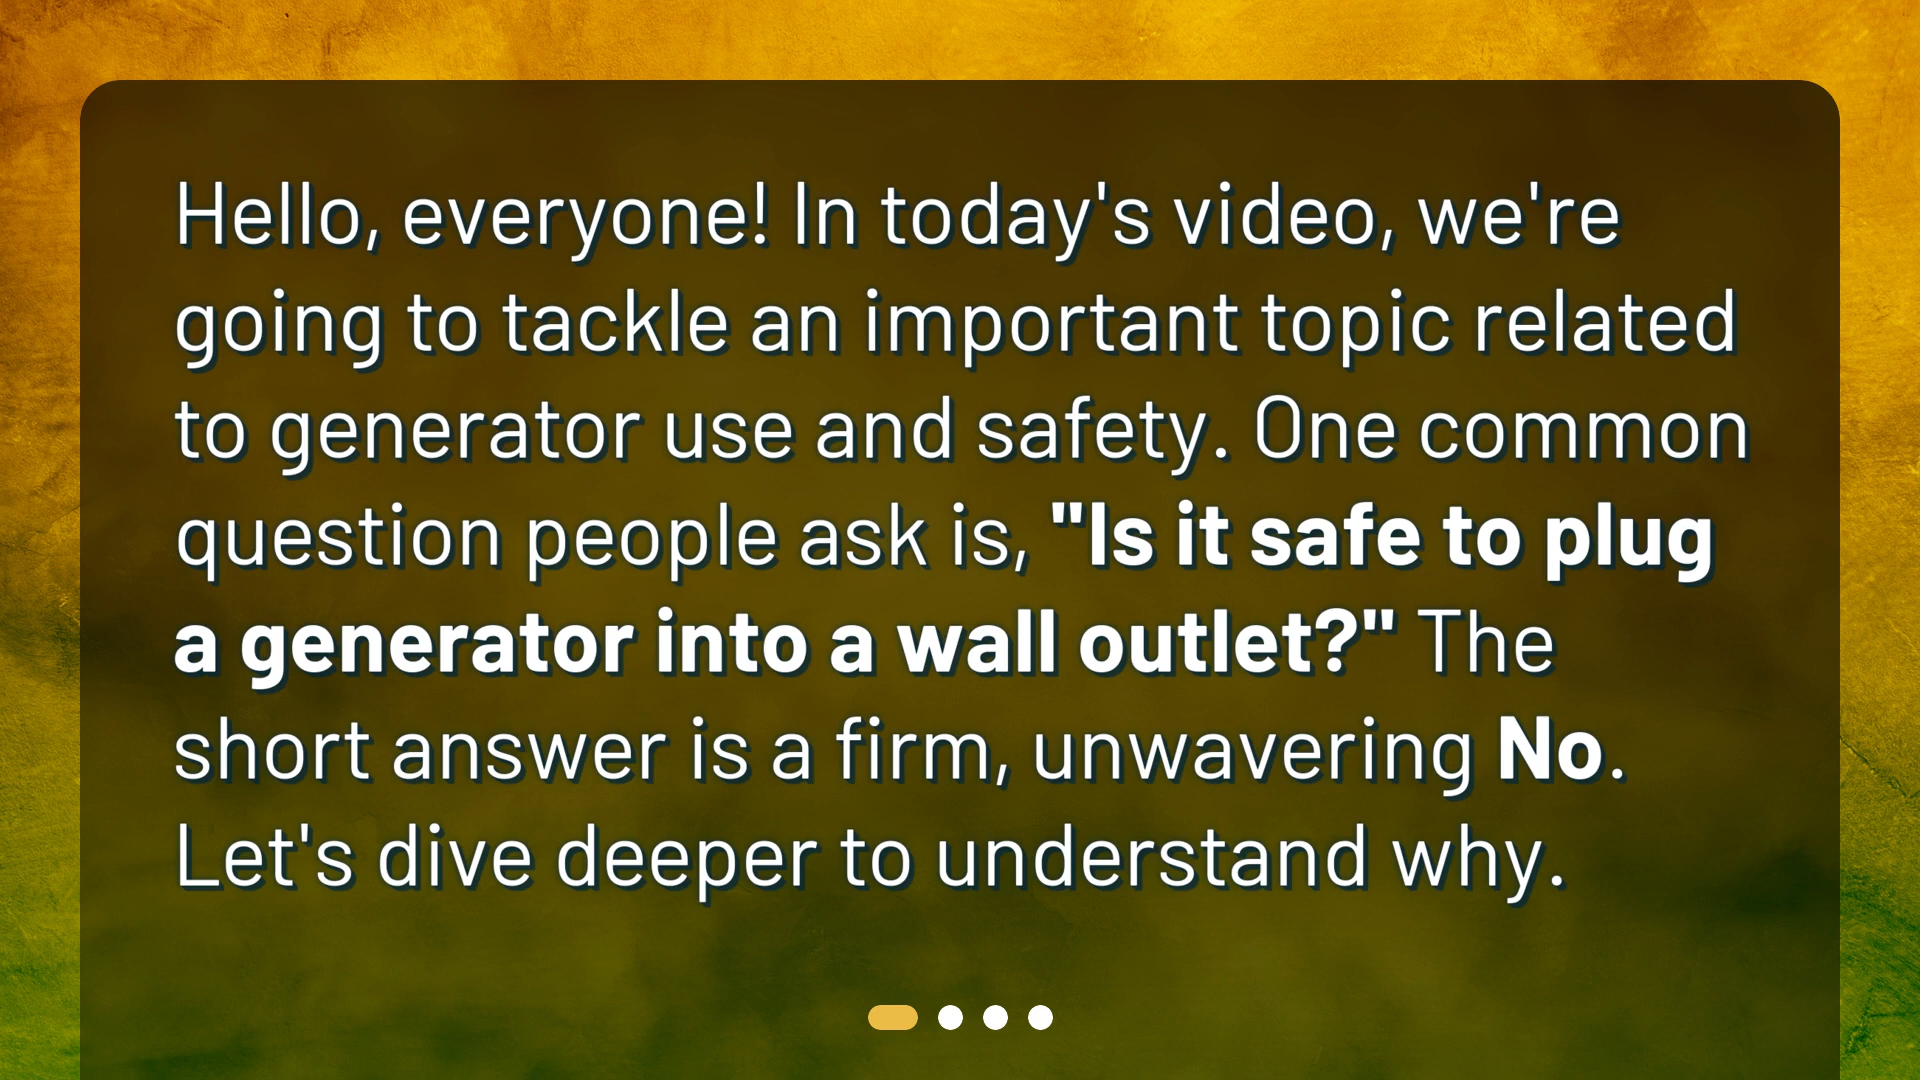 Hello, everyone! In today's video, we're
going to tackle an important topic related
to generator use and safety. One common
question people ask is, "Is it safe to plug
a generator into a wall outlet?" The
short answer is a firm, unwavering No.
Let's dive deeper to understand why.